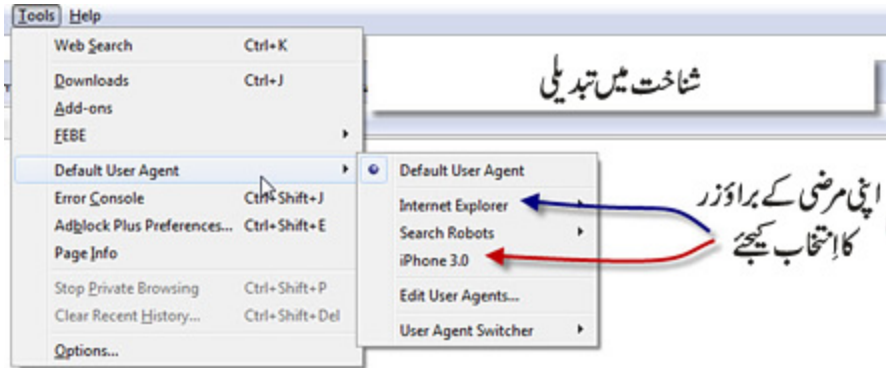 Tools Help
Web Search Ctrl+K
Downloads Ctrl+J
Add-ons
FEBE
Default User Agent
Error Console Ctrl+Shift+J
Adblock Plus Preferences... Ctrl+Shift+E
Page Info
Stop Private Browsing Ctrl+Shift+P
Clear Recent History... Ctrl+Shift+Del
Options...
شناخت میں تبدیلی
Default User Agent
Internet Explorer
Search Robots
iPhone 3.0
Edit User Agents...
User Agent Switcher
اپنی مرضی کے براؤزر
کا اِنتخاب کیجئے